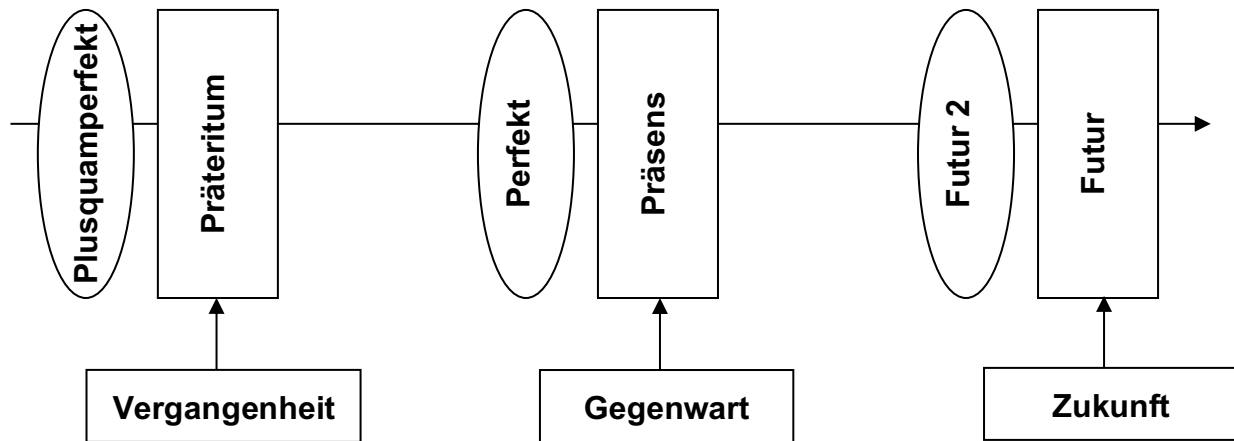 Plusquamperfekt
Präteritum
Perfekt
Präsens
Futur 2
Futur
Vergangenheit
Gegenwart
Zukunft